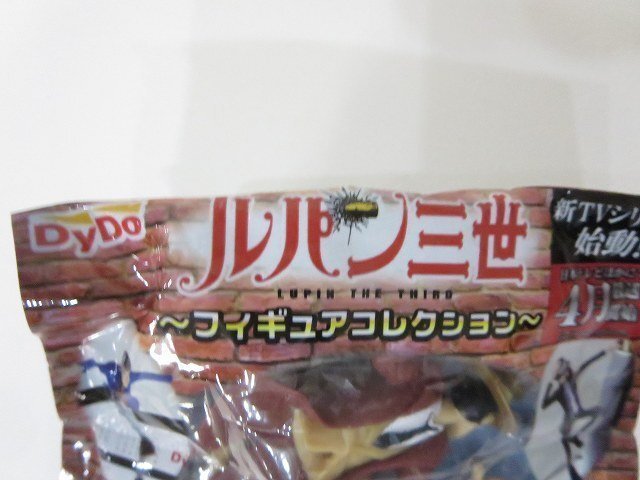 DyDo
ルパン三世
LUPIN THE THIRD
～フィギュアコレクション～
新TVシ
始動
4月